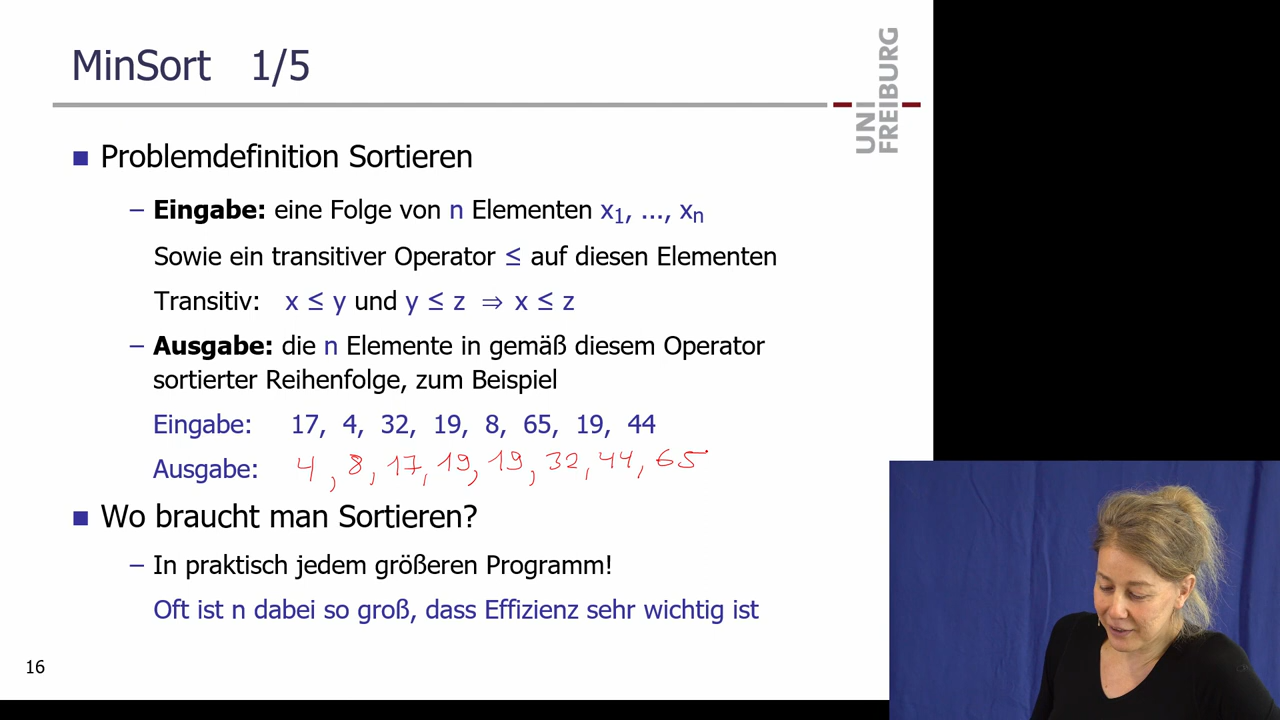 MinSort 1/5
UNI
FREIBURG
Problemdefinition Sortieren
– Eingabe: eine Folge von n Elementen x₁, ..., xₙ
Sowie ein transitiver Operator ≤ auf diesen Elementen
Transitiv: x ≤ y und y ≤ z ⇒ x ≤ z
– Ausgabe: die n Elemente in gemäß diesem Operator
sortierter Reihenfolge, zum Beispiel
Eingabe: 17, 4, 32, 19, 8, 65, 19, 44
Ausgabe: 4, 8, 17, 19, 19, 32, 44, 65
Wo braucht man Sortieren?
– In praktisch jedem größeren Programm!
Oft ist n dabei so groß, dass Effizienz sehr wichtig ist
16